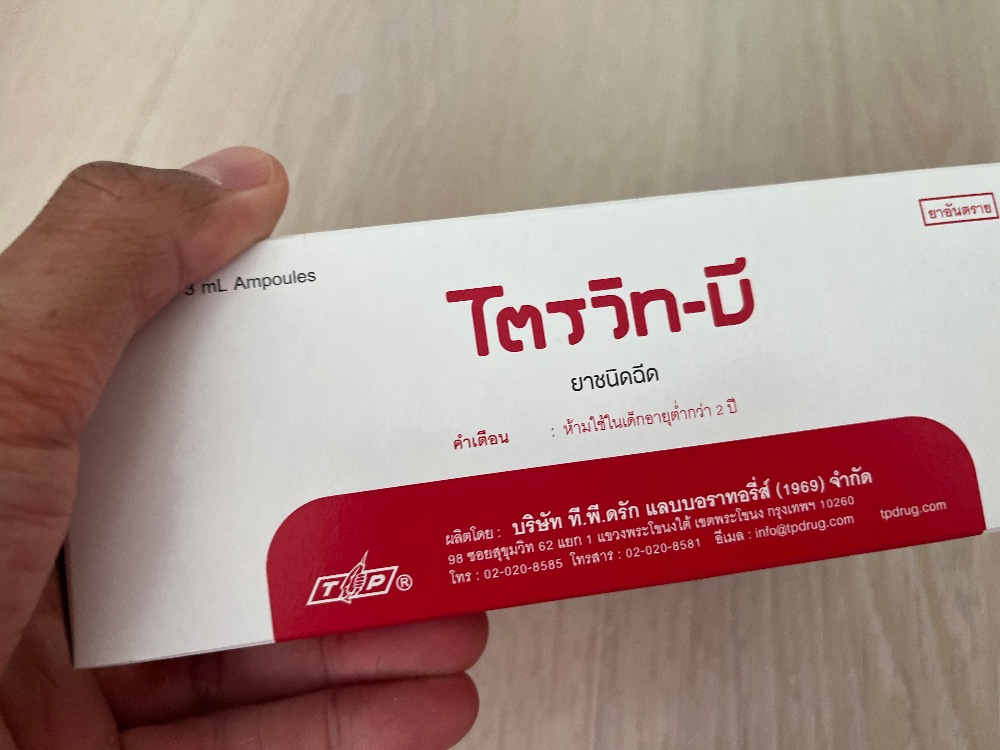 ยาอันตราย
3 mL Ampoules
ไตรวิท-บี
ยาชนิดฉีด
คำเตือน : ห้ามใช้ในเด็กอายุต่ำกว่า 2 ปี
ผลิตโดย : บริษัท ที.พี.ดรัก แลบบอราทอรี่ส์ (1969) จำกัด
98 ซอยสุขุมวิท 62 แยก 1 แขวงพระโขนงใต้ เขตพระโขนง กรุงเทพฯ 10260
โทร : 02-020-8585 โทรสาร : 02-020-8581 อีเมล : info@tpdrug.com tpdrug.com
TP®